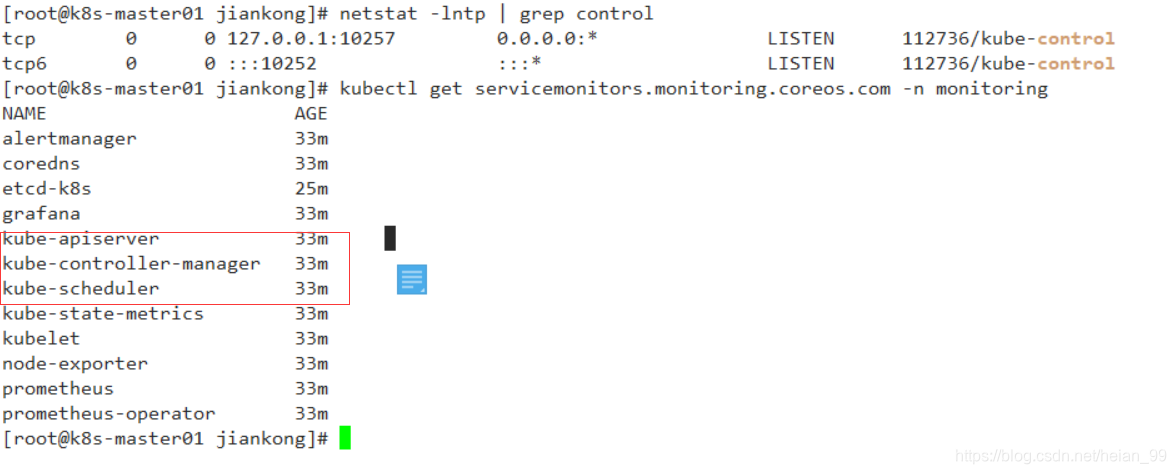 [root@k8s-master01 jiankong]# netstat -lntp | grep control
tcp        0      0 127.0.0.1:10257         0.0.0.0:*               LISTEN      112736/kube-control
tcp6       0      0 :::10252                :::*                    LISTEN      112736/kube-control
[root@k8s-master01 jiankong]# kubectl get servicemonitors.monitoring.coreos.com -n monitoring
NAME                      AGE
alertmanager              33m
coredns                   33m
etcd-k8s                  25m
grafana                   33m
kube-apiserver            33m
kube-controller-manager   33m
kube-scheduler            33m
kube-state-metrics        33m
kubelet                   33m
node-exporter             33m
prometheus                33m
prometheus-operator       33m
[root@k8s-master01 jiankong]#
https://blog.csdn.net/heian_99